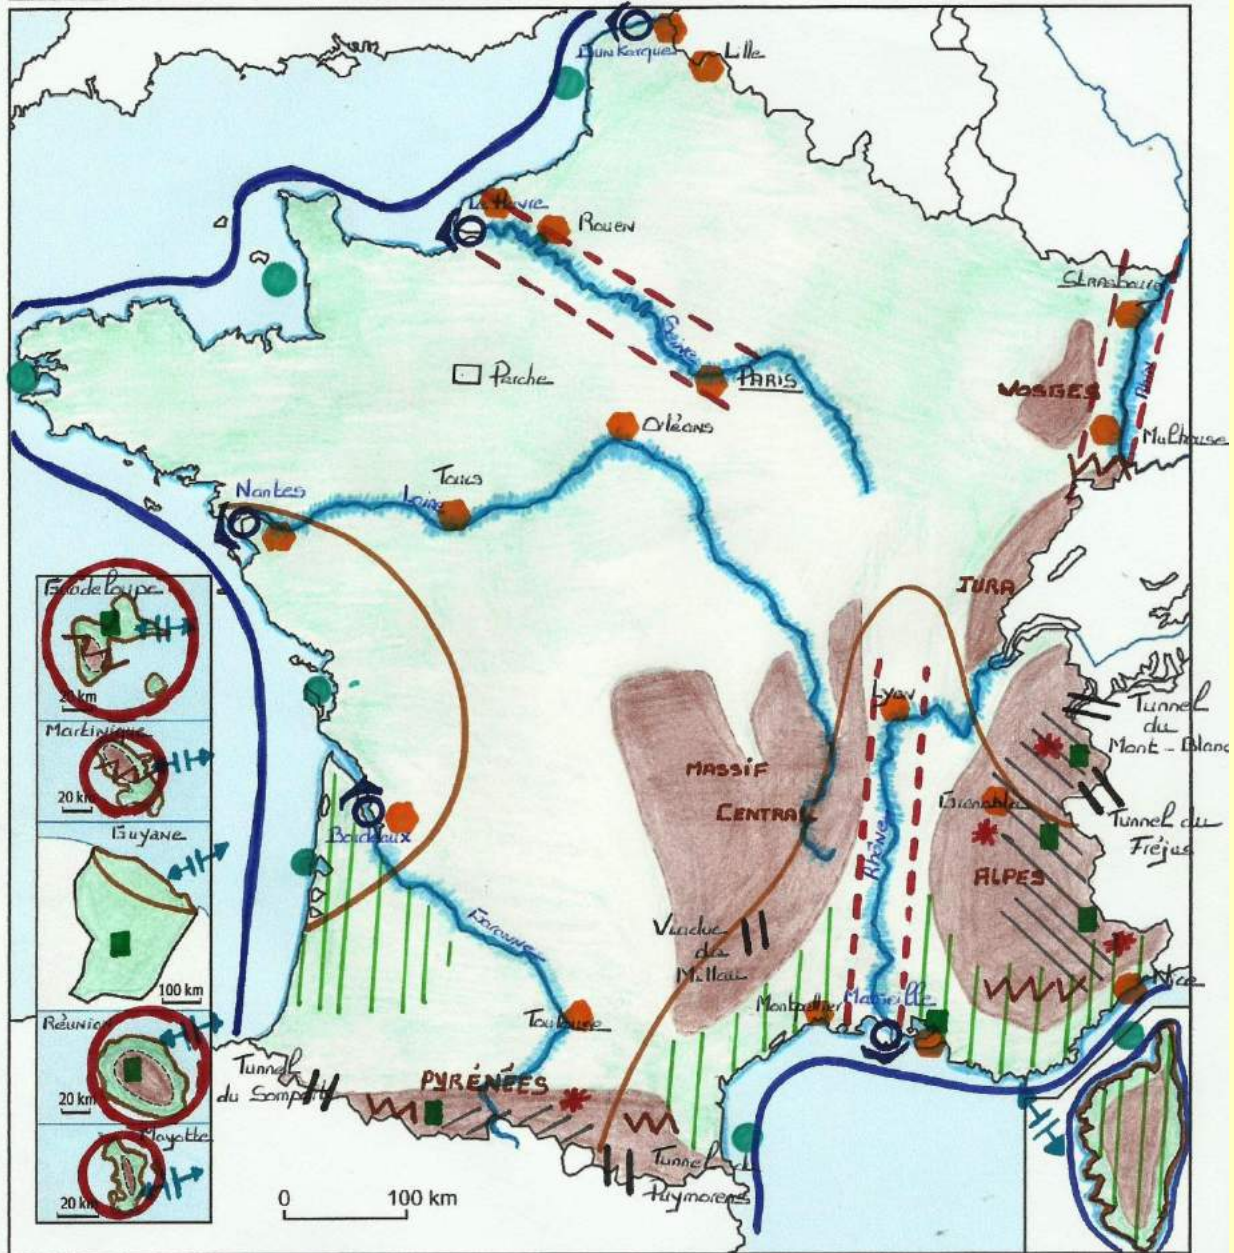 Dunkerque
Lille
Le Havre
Rouen
Strasbourg
Seine
Perche
PARIS
VOSGES
Rhin
Orléans
Mulhouse
Tours
Nantes
Loire
Guadeloupe
JURA
20 km
Lyon
Tunnel
du
Mont-Blanc
Martinique
MASSIF
20 km
CENTRAL
Grenoble
Tunnel du
Fréjus
Guyane
Bordeaux
Rhône
ALPES
Garonne
Viaduc
de
Millau
100 km
Nice
Montpellier
Marseille
Réunion
Toulouse
Tunnel
du Somport
PYRÉNÉES
20 km
Mayotte
Tunnel du
Puymorens
20 km
0 100 km